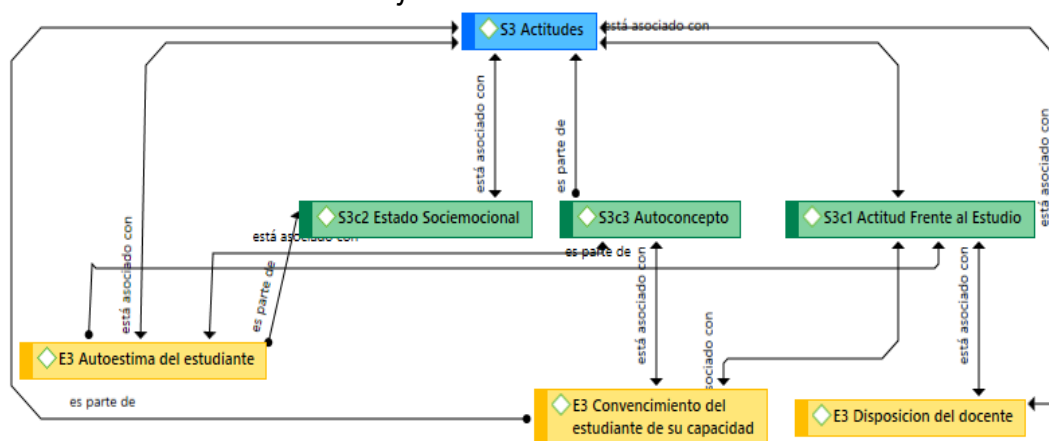 S3 Actitudes
está asociado con
está asociado con
es parte de
está asociado con
S3c2 Estado Sociemocional
S3c3 Autoconcepto
S3c1 Actitud Frente al Estudio
está asociado con
es parte de
está asociado con
es parte de
está asociado con
está asociado con
E3 Autoestima del estudiante
asociado con
es parte de
E3 Convencimiento del
estudiante de su capacidad
E3 Disposicion del docente